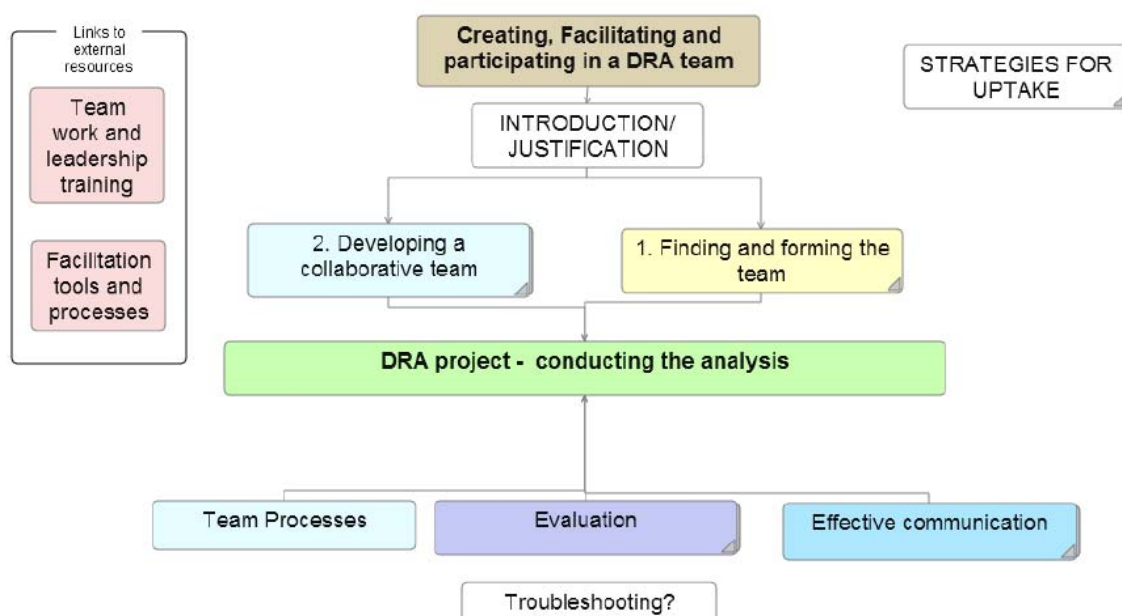 Links to
external
resources
Team
work and
leadership
training
Facilitation
tools and
processes
Creating, Facilitating and
participating in a DRA team
STRATEGIES FOR
UPTAKE
INTRODUCTION/
JUSTIFICATION
2. Developing a
collaborative team
1. Finding and forming the
team
DRA project - conducting the analysis
Team Processes
Evaluation
Effective communication
Troubleshooting?